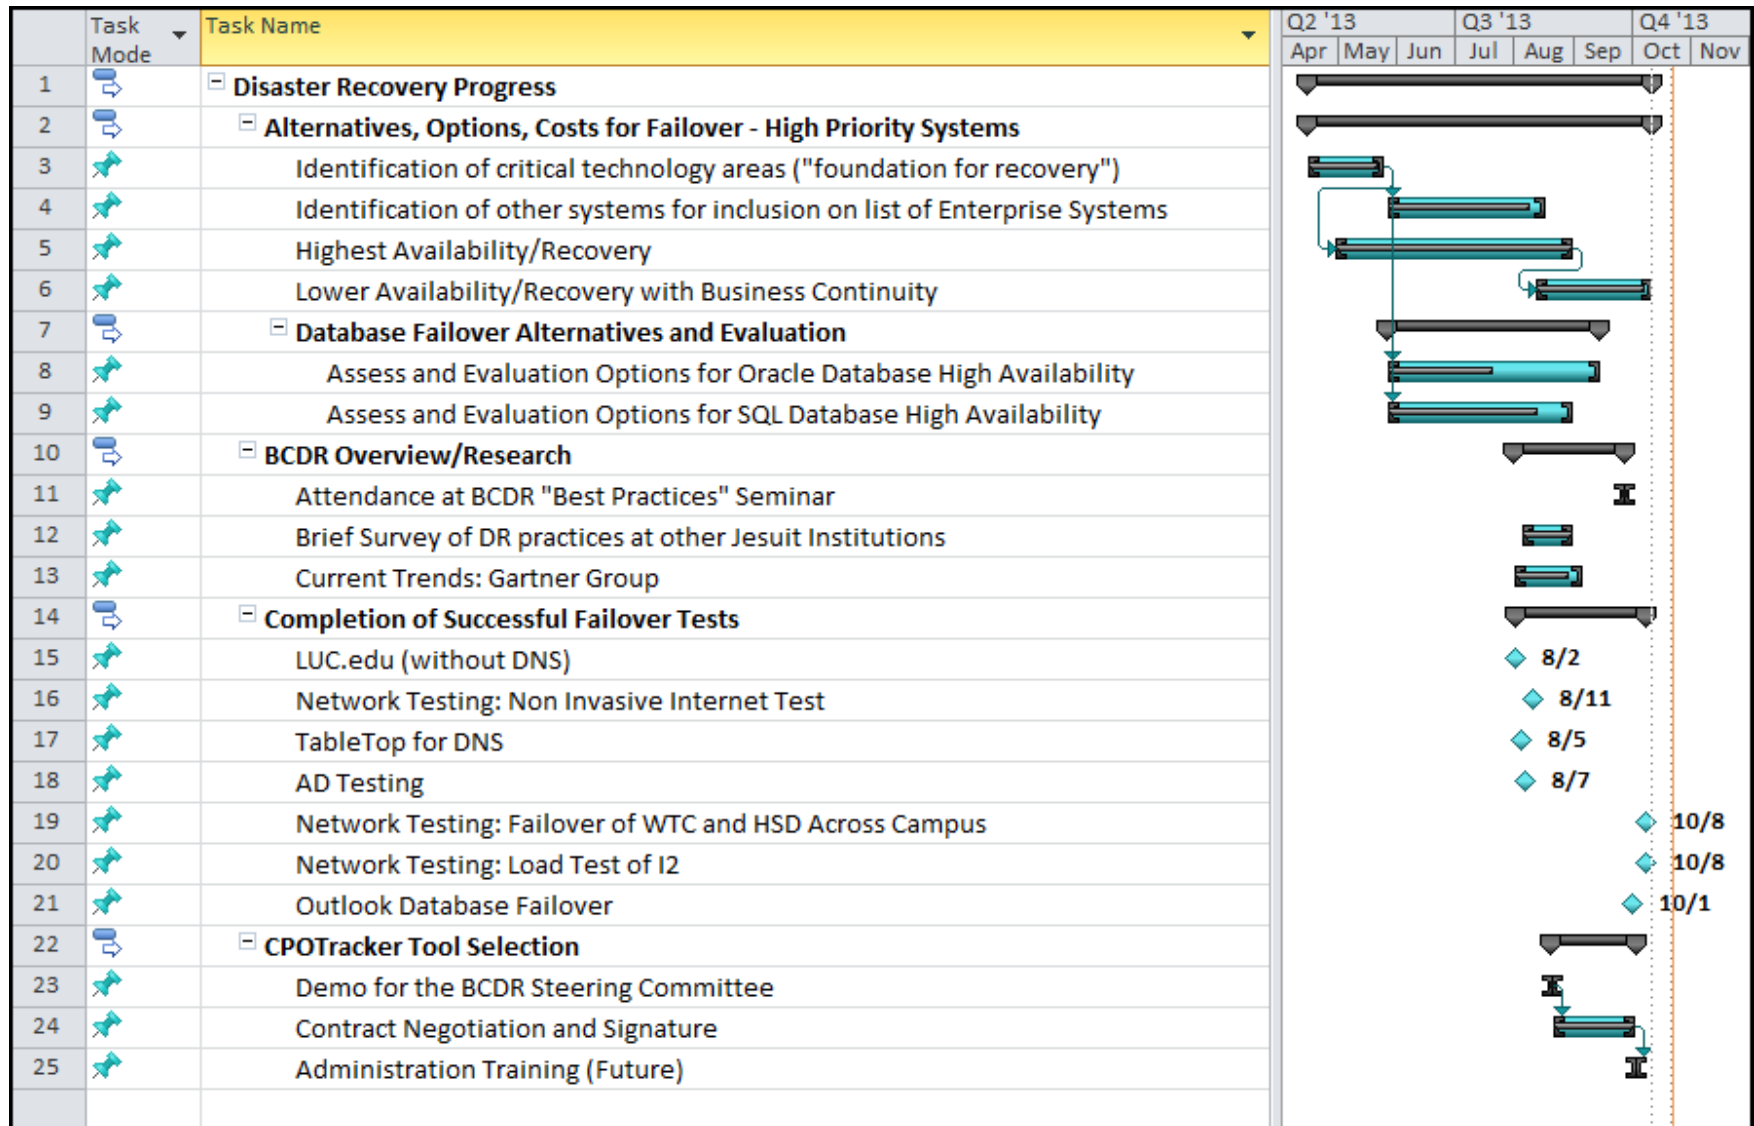 Task Mode Task Name Q2 '13 Q3 '13 Q4 '13
Apr May Jun Jul Aug Sep Oct Nov
1 Disaster Recovery Progress
2 Alternatives, Options, Costs for Failover - High Priority Systems
3 Identification of critical technology areas ("foundation for recovery")
4 Identification of other systems for inclusion on list of Enterprise Systems
5 Highest Availability/Recovery
6 Lower Availability/Recovery with Business Continuity
7 Database Failover Alternatives and Evaluation
8 Assess and Evaluation Options for Oracle Database High Availability
9 Assess and Evaluation Options for SQL Database High Availability
10 BCDR Overview/Research
11 Attendance at BCDR "Best Practices" Seminar
12 Brief Survey of DR practices at other Jesuit Institutions
13 Current Trends: Gartner Group
14 Completion of Successful Failover Tests
15 LUC.edu (without DNS) 8/2
16 Network Testing: Non Invasive Internet Test 8/11
17 TableTop for DNS 8/5
18 AD Testing 8/7
19 Network Testing: Failover of WTC and HSD Across Campus 10/8
20 Network Testing: Load Test of I2 10/8
21 Outlook Database Failover 10/1
22 CPOTracker Tool Selection
23 Demo for the BCDR Steering Committee
24 Contract Negotiation and Signature
25 Administration Training (Future)